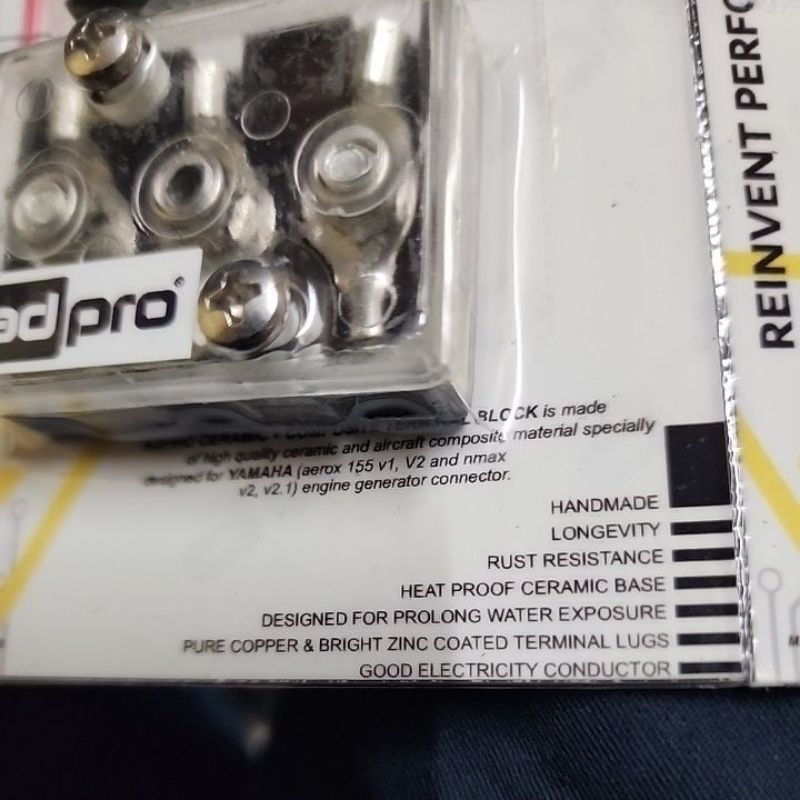 REINVENT PERFO
ad pro®
BLOCK is made
of high quality ceramic and aircraft composite material specially
designed for YAMAHA (aerox 155 v1, V2 and nmax
v2, v2.1) engine generator connector.
HANDMADE
LONGEVITY
RUST RESISTANCE
HEAT PROOF CERAMIC BASE
DESIGNED FOR PROLONG WATER EXPOSURE
PURE COPPER & BRIGHT ZINC COATED TERMINAL LUGS
GOOD ELECTRICITY CONDUCTOR